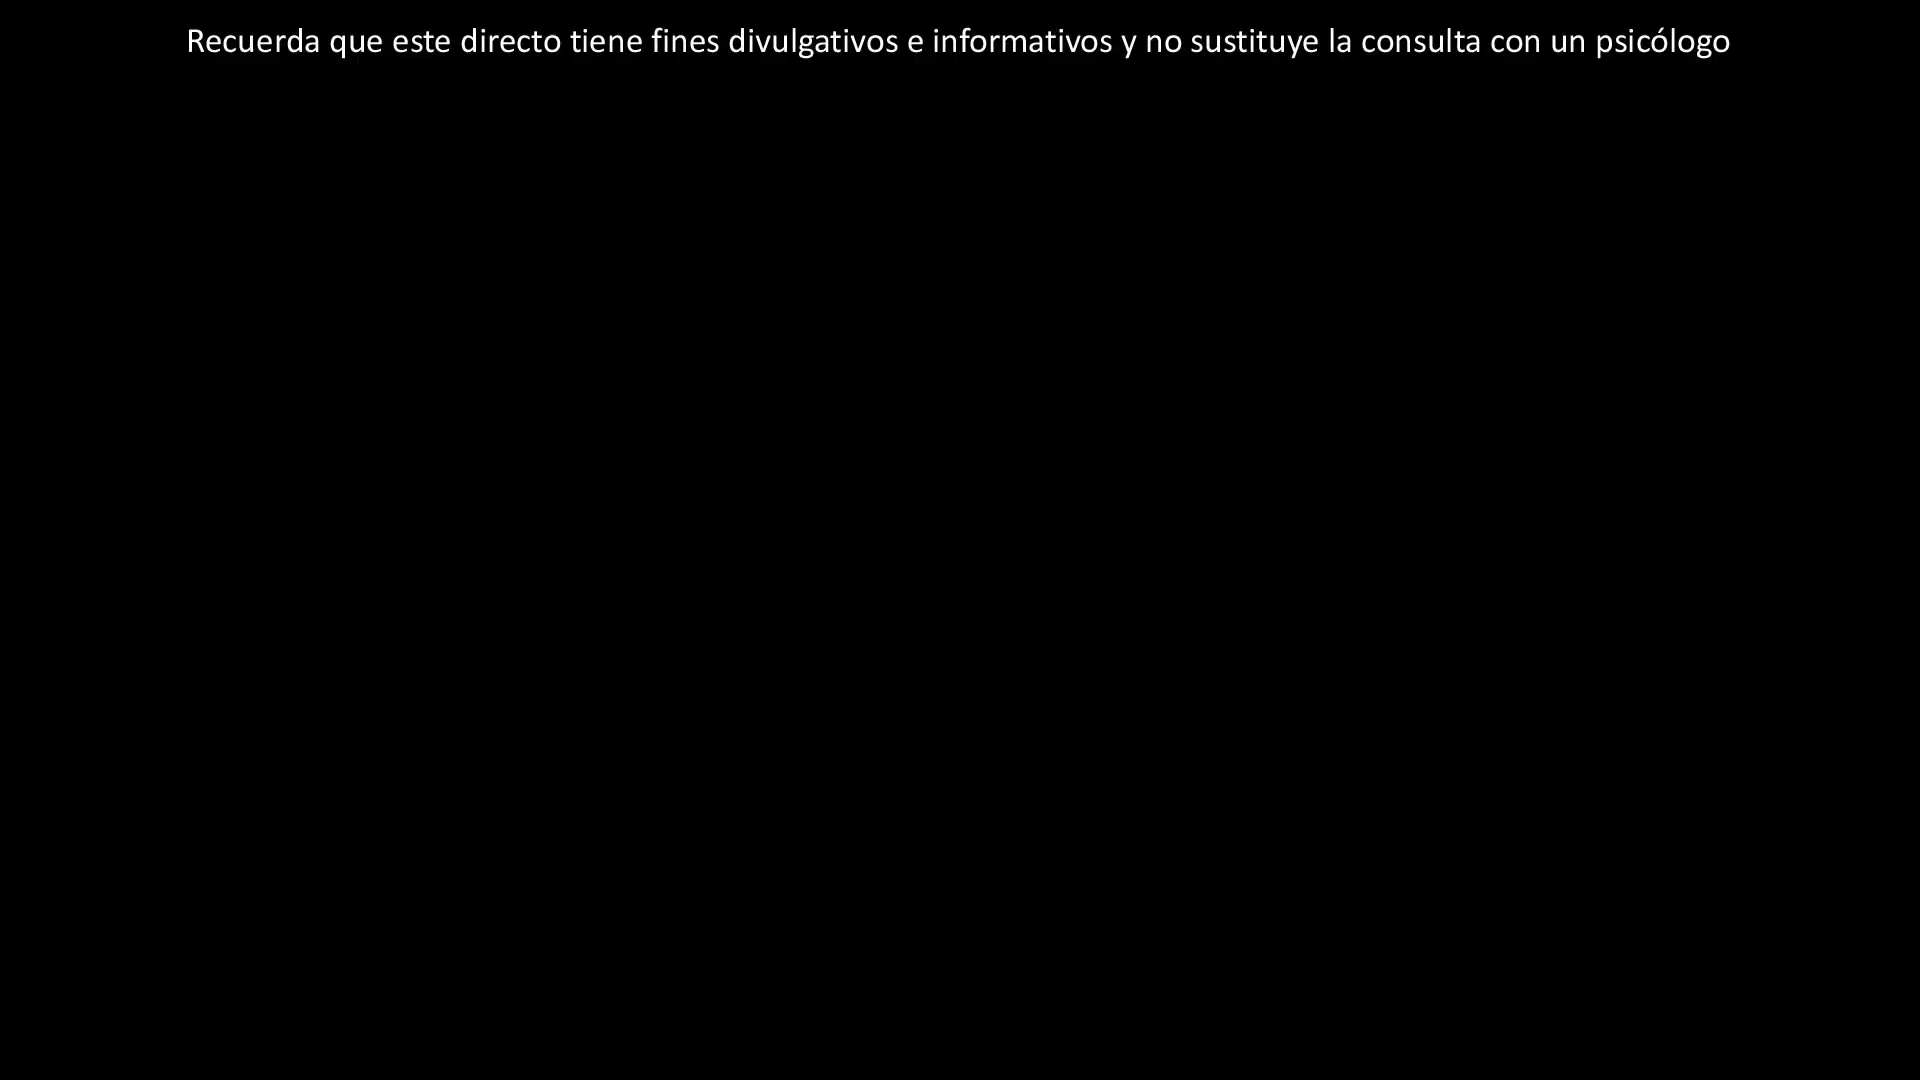 Recuerda que este directo tiene fines divulgativos e informativos y no sustituye la consulta con un psicólogo